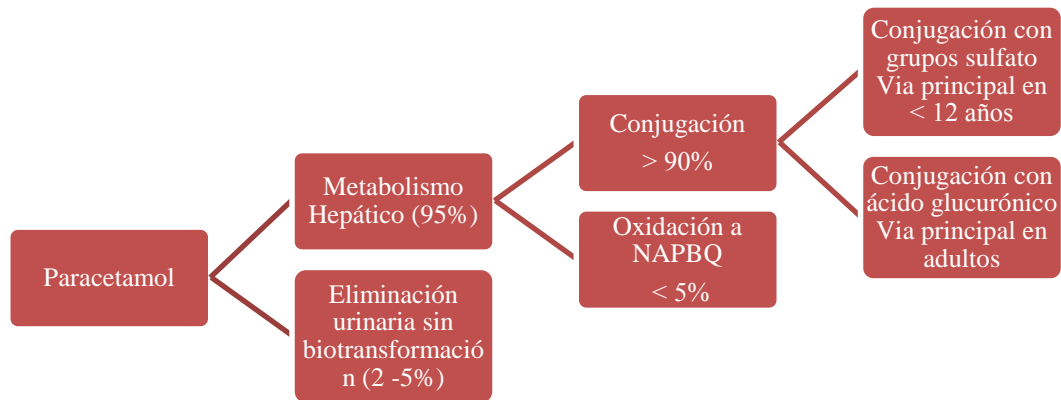 Paracetamol
Metabolismo
Hepático (95%)
Eliminación
urinaria sin
biotransformació
n (2 -5%)
Conjugación
> 90%
Oxidación a
NAPBQ
< 5%
Conjugación con
grupos sulfato
Via principal en
< 12 años
Conjugación con
ácido glucurónico
Via principal en
adultos